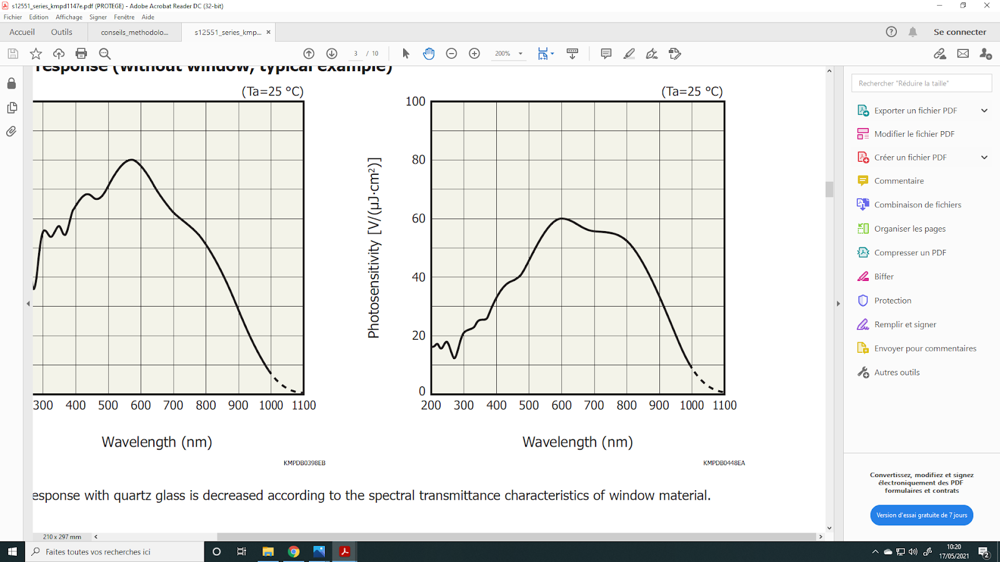 s12551_series_kmpd1147e.pdf (PROTEGE) - Adobe Acrobat Reader DC (32-bit)
Fichier Edition Affichage Signer Fenêtre Aide
Accueil Outils conseils_methodolo... s12551_series_kmp... × Se connecter
3 / 10 200%
response (without window, typical example)
(Ta=25 °C)
300 400 500 600 700 800 900 1000 1100
Wavelength (nm)
KMPDB0398EB
(Ta=25 °C)
Photosensitivity [V/(μJ·cm²)]
100
80
60
40
20
0
200 300 400 500 600 700 800 900 1000 1100
Wavelength (nm)
KMPDB0448EA
esponse with quartz glass is decreased according to the spectral transmittance characteristics of window material.
210 x 297 mm
Rechercher "Réduire la taille"
Exporter un fichier PDF
Modifier le fichier PDF
Créer un fichier PDF
Commentaire
Combinaison de fichiers
Organiser les pages
Compresser un PDF
Biffer
Protection
Remplir et signer
Envoyer pour commentaires
Autres outils
Convertissez, modifiez et signez
électroniquement des PDF
formulaires et contrats
Version d'essai gratuite de 7 jours
Faites toutes vos recherches ici
10:20
17/05/2021
2